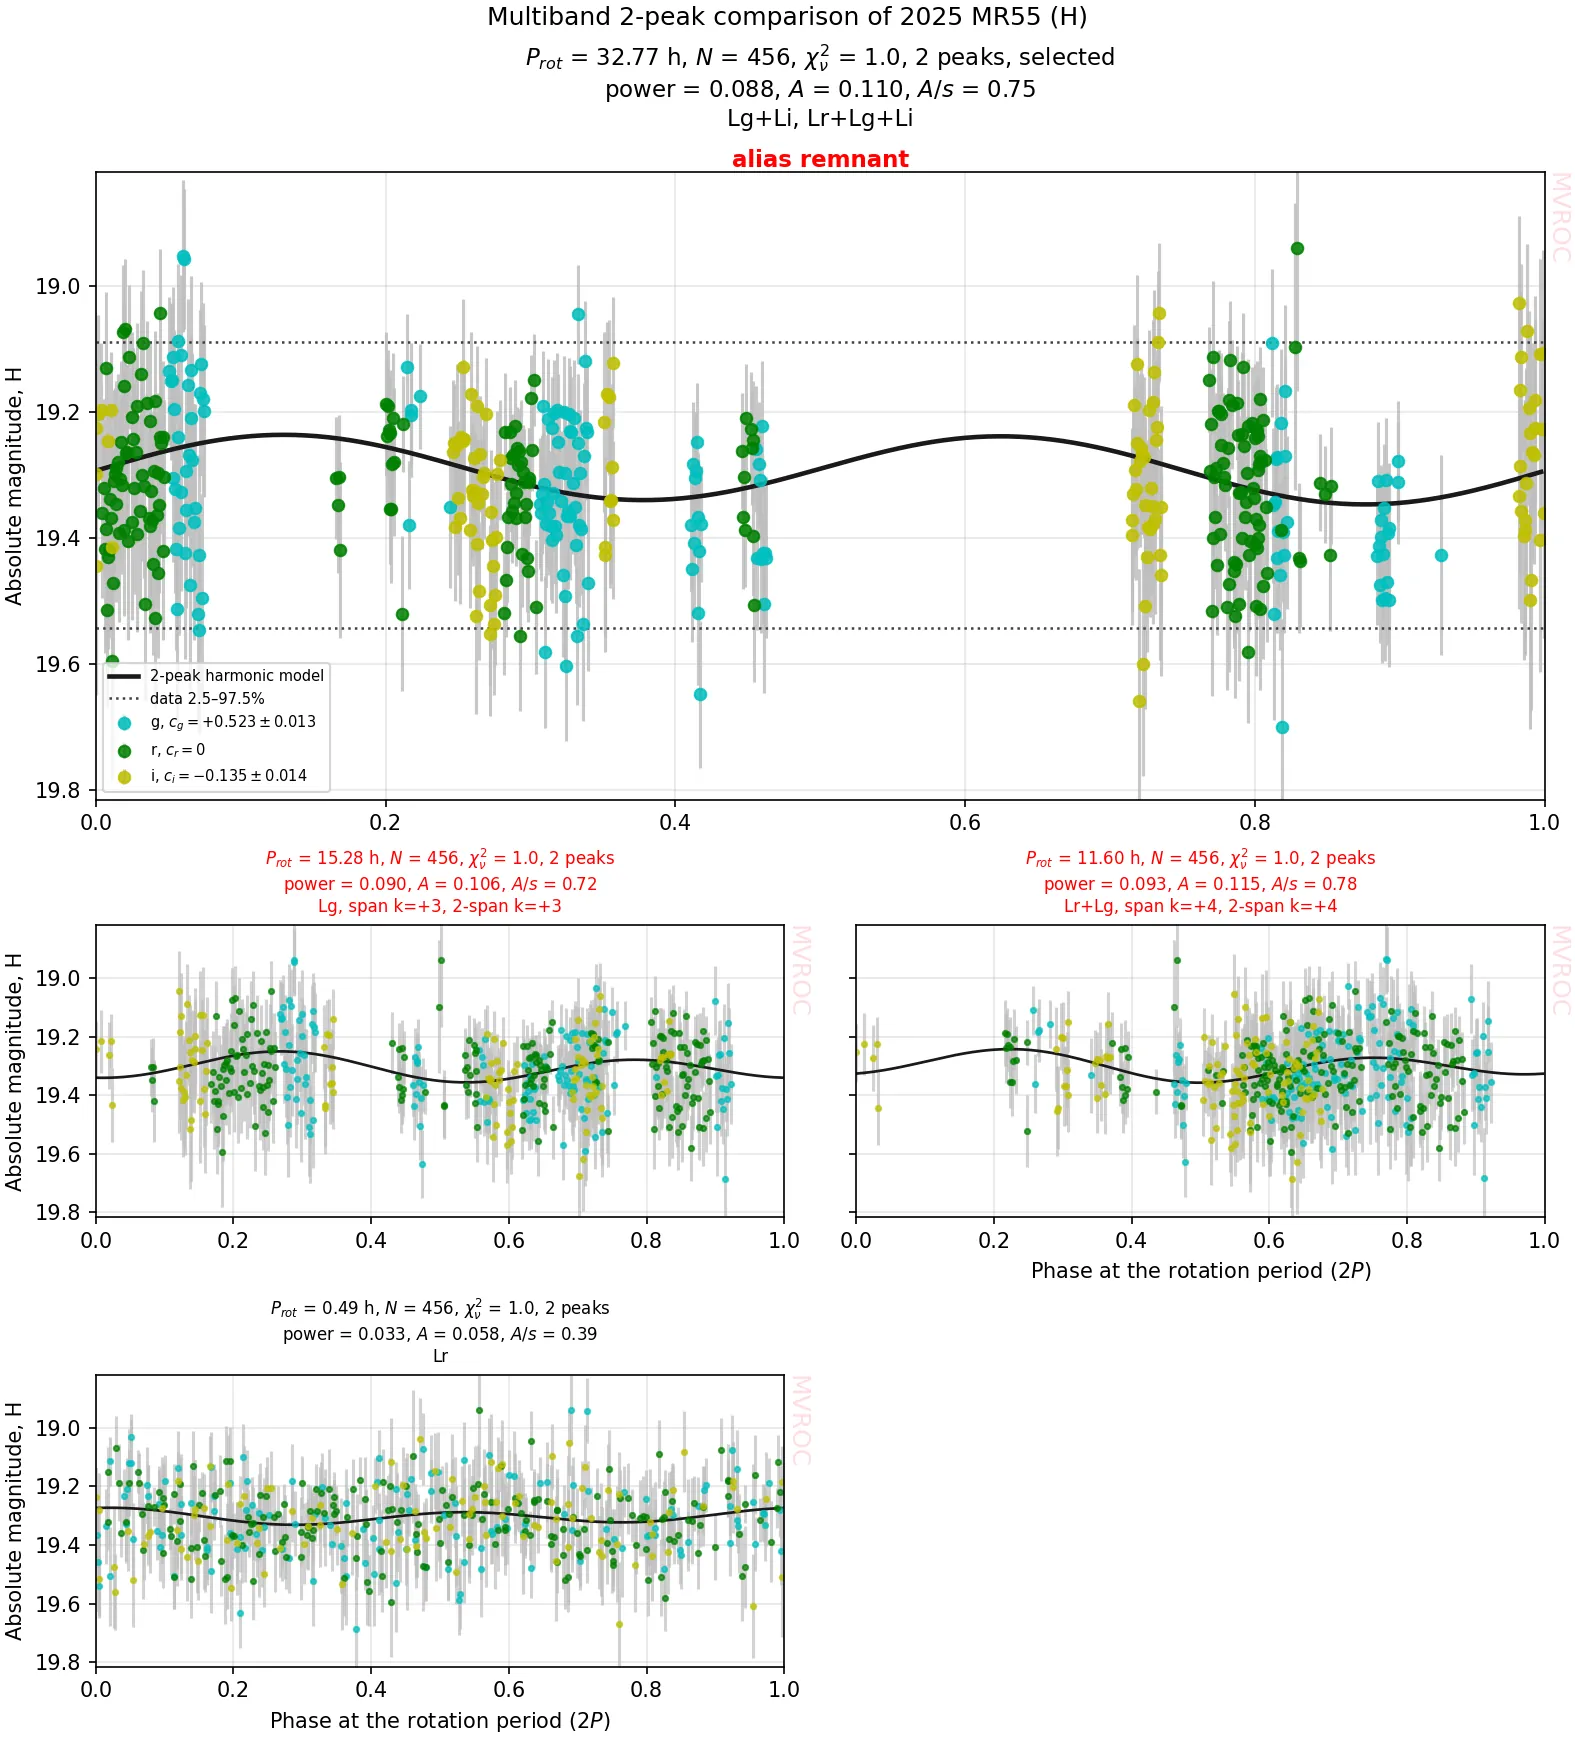 Multiband 2-peak comparison of 2025 MR55 (H)
P_rot = 32.77 h, N = 456, χ²_ν = 1.0, 2 peaks, selected
power = 0.088, A = 0.110, A/s = 0.75
Lg+Li, Lr+Lg+Li
alias remnant
MVROC
Absolute magnitude, H
19.0
19.2
19.4
19.6
19.8
2-peak harmonic model
data 2.5–97.5%
g, c_g = +0.523 ± 0.013
r, c_r = 0
i, c_i = −0.135 ± 0.014
0.0 0.2 0.4 0.6 0.8 1.0
P_rot = 15.28 h, N = 456, χ²_ν = 1.0, 2 peaks
power = 0.090, A = 0.106, A/s = 0.72
Lg, span k=+3, 2-span k=+3
MVROC
Absolute magnitude, H
19.0
19.2
19.4
19.6
19.8
0.0 0.2 0.4 0.6 0.8 1.0
P_rot = 11.60 h, N = 456, χ²_ν = 1.0, 2 peaks
power = 0.093, A = 0.115, A/s = 0.78
Lr+Lg, span k=+4, 2-span k=+4
MVROC
0.0 0.2 0.4 0.6 0.8 1.0
Phase at the rotation period (2P)
P_rot = 0.49 h, N = 456, χ²_ν = 1.0, 2 peaks
power = 0.033, A = 0.058, A/s = 0.39
Lr
MVROC
Absolute magnitude, H
19.0
19.2
19.4
19.6
19.8
0.0 0.2 0.4 0.6 0.8 1.0
Phase at the rotation period (2P)